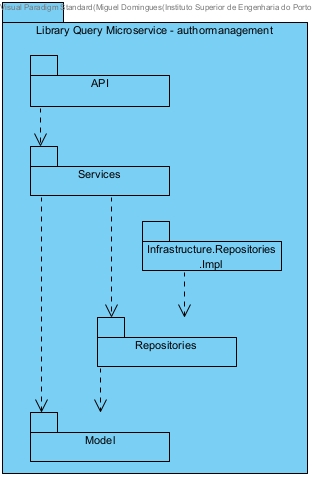 Visual Paradigm Standard(Miguel Domingues(Instituto Superior de Engenharia do Porto
Library Query Microservice - authormanagement
API
Services
Infrastructure.Repositories
.Impl
Repositories
Model